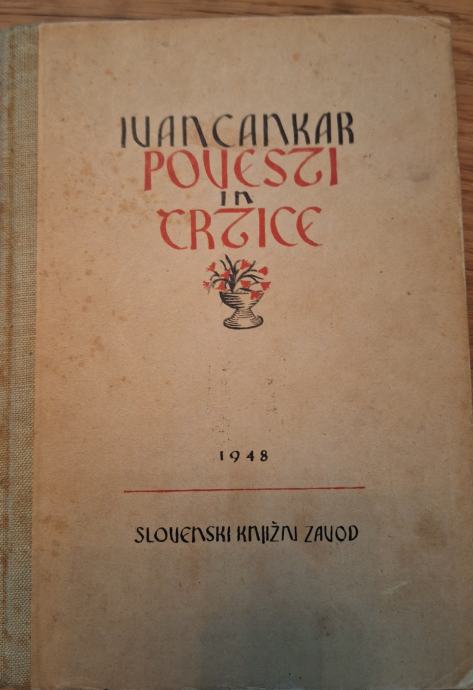 IVAN CANKAR
POVESTI
IN
ČRTICE
1948
SLOVENSKI KNJIŽNI ZAVOD